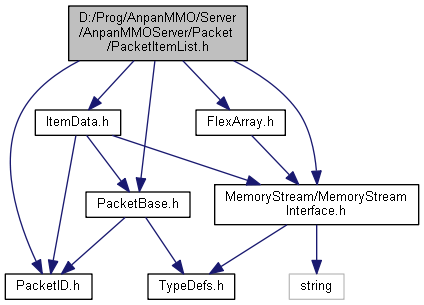 D:/Prog/AnpanMMO/Server
/AnpanMMOServer/Packet
/PacketItemList.h
ItemData.h
FlexArray.h
PacketBase.h
MemoryStream/MemoryStream
Interface.h
PacketID.h
TypeDefs.h
string